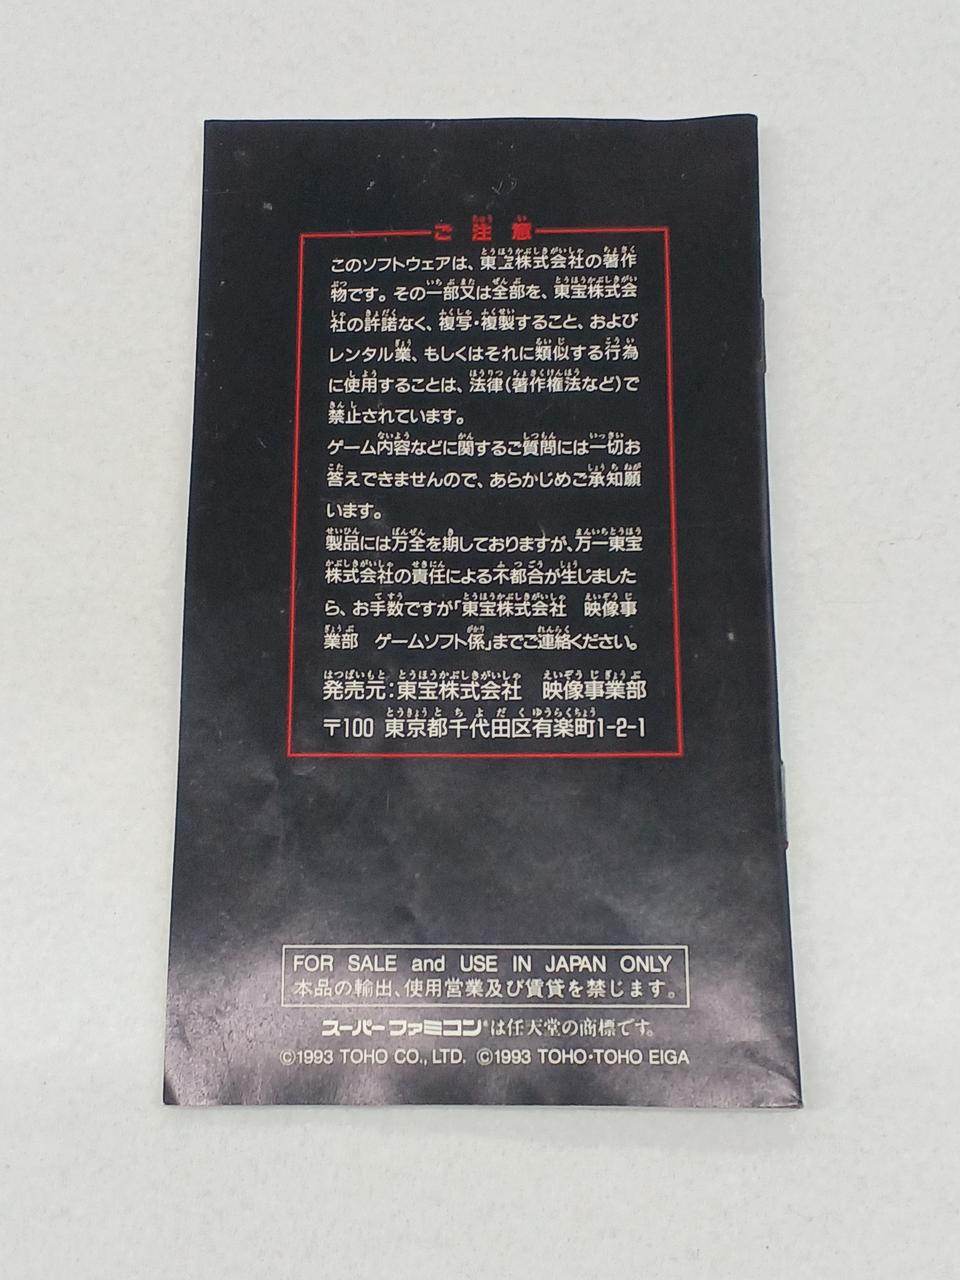 ご注意
このソフトウェアは、東宝株式会社の著作
物です。その一部又は全部を、東宝株式会
社の許諾なく、複写・複製すること、および
レンタル業、もしくはそれに類似する行為
に使用することは、法律(著作権法など)で
禁止されています。
ゲーム内容などに関するご質問には一切お
答えできませんので、あらかじめご承知願
います。
製品には万全を期しておりますが、万一東宝
株式会社の責任による不都合が生じました
ら、お手数ですが「東宝株式会社 映像事
業部 ゲームソフト係」までご連絡ください。
発売元:東宝株式会社 映像事業部
〒100 東京都千代田区有楽町1-2-1
FOR SALE and USE IN JAPAN ONLY
本品の輸出、使用営業及び賃貸を禁じます。
スーパーファミコン®は任天堂の商標です。
©1993 TOHO CO., LTD. ©1993 TOHO・TOHO EIGA